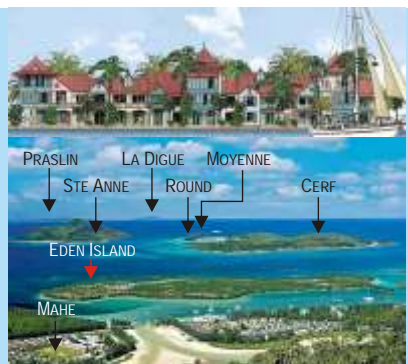 PRASLIN LA DIGUE MOYENNE
STE ANNE ROUND CERF
EDEN ISLAND
MAHE